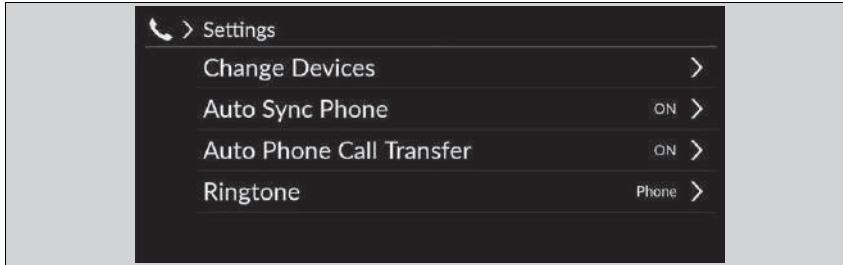 > Settings
Change Devices >
Auto Sync Phone ON >
Auto Phone Call Transfer ON >
Ringtone Phone >